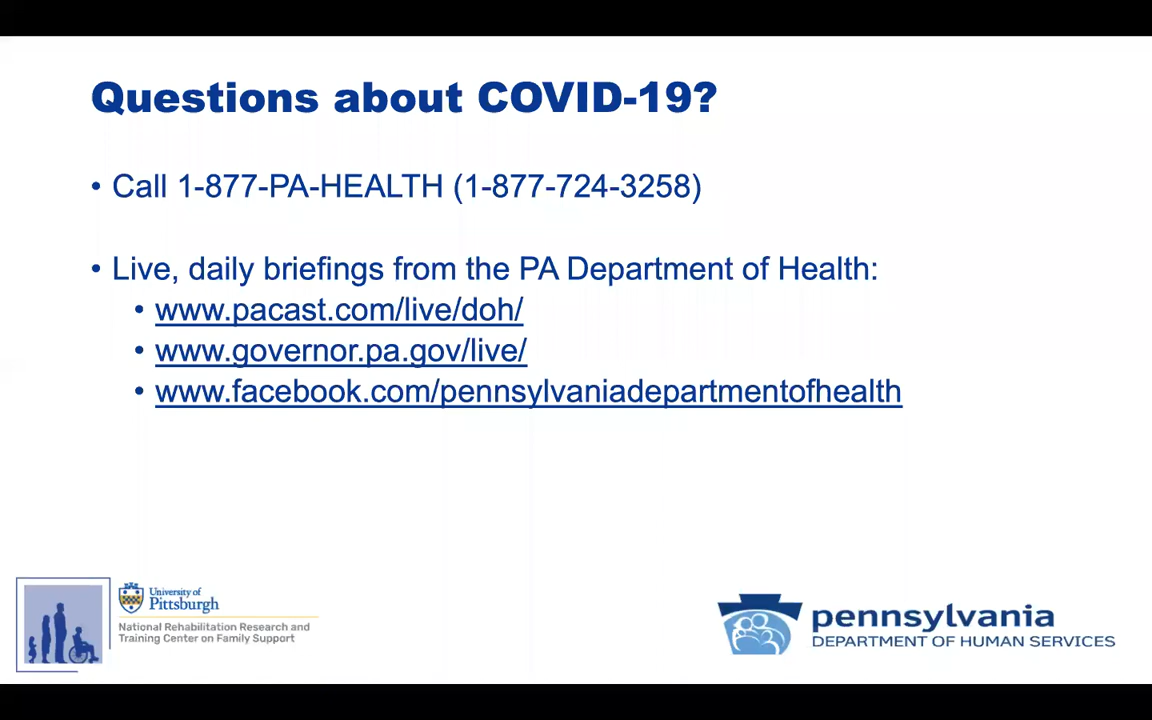 Questions about COVID-19?
• Call 1-877-PA-HEALTH (1-877-724-3258)
• Live, daily briefings from the PA Department of Health:
• www.pacast.com/live/doh/
• www.governor.pa.gov/live/
• www.facebook.com/pennsylvaniadepartmentofhealth
University of
Pittsburgh
National Rehabilitation Research and
Training Center on Family Support
pennsylvania
DEPARTMENT OF HUMAN SERVICES